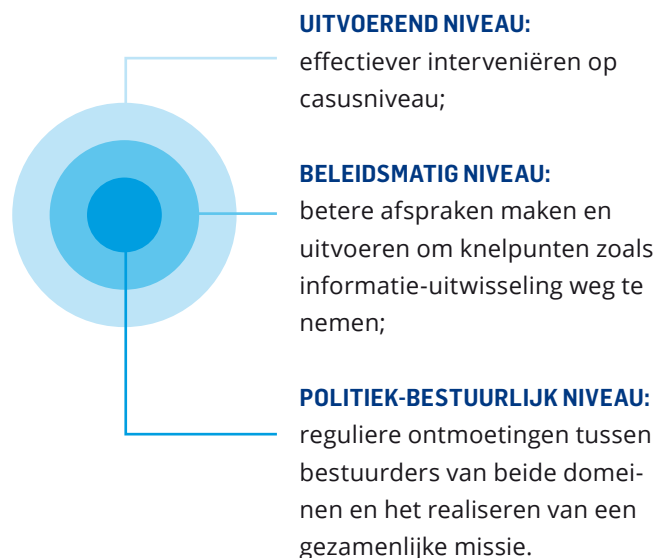 UITVOEREND NIVEAU:
effectiever interveniëren op
casusniveau;
BELEIDSMATIG NIVEAU:
betere afspraken maken en
uitvoeren om knelpunten zoals
informatie-uitwisseling weg te
nemen;
POLITIEK-BESTUURLIJK NIVEAU:
reguliere ontmoetingen tussen
bestuurders van beide domei-
nen en het realiseren van een
gezamenlijke missie.